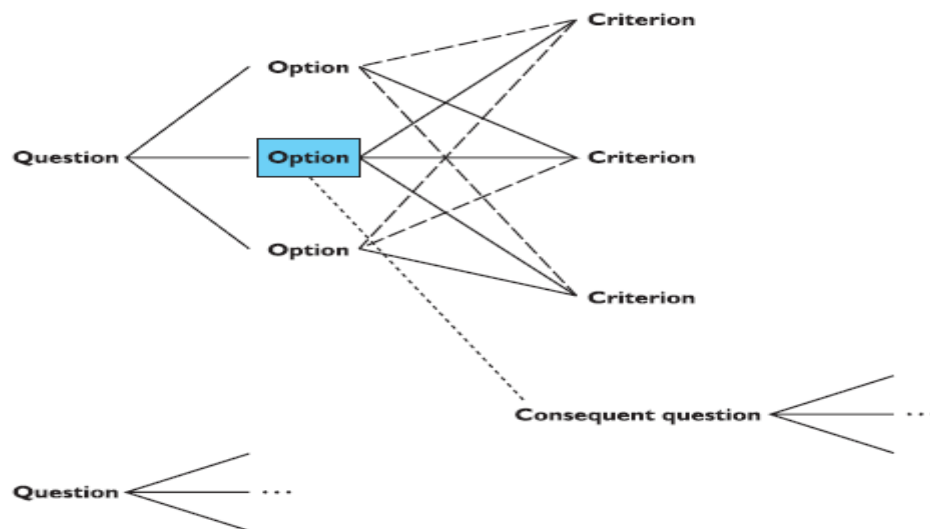 Criterion
Option
Question
Option
Criterion
Option
Criterion
Consequent question
...
Question
...